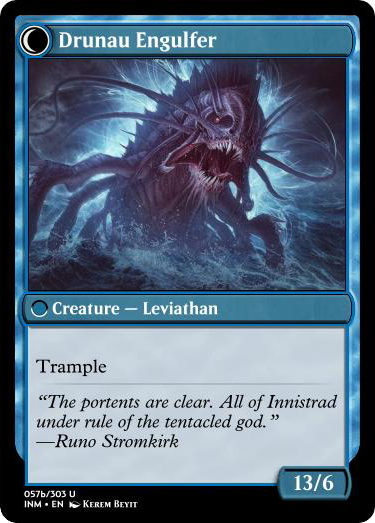 Drunau Engulfer
Creature — Leviathan
Trample
“The portents are clear. All of Innistrad
under rule of the tentacled god.”
—Runo Stromkirk
13/6
057b/303 U
INM • EN Kerem Beyit